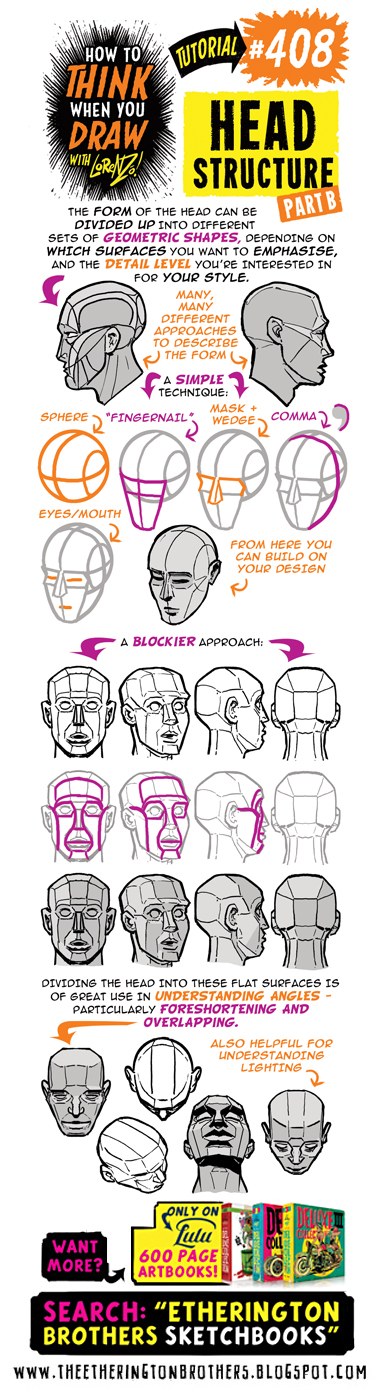 HOW TO
THINK
WHEN YOU
DRAW
WITH LORENZO!
TUTORIAL
#408
HEAD
STRUCTURE
PART B
THE FORM OF THE HEAD CAN BE
DIVIDED UP INTO DIFFERENT
SETS OF GEOMETRIC SHAPES, DEPENDING ON
WHICH SURFACES YOU WANT TO EMPHASISE,
AND THE DETAIL LEVEL YOU'RE INTERESTED IN
FOR YOUR STYLE.
MANY,
MANY
DIFFERENT
APPROACHES
TO DESCRIBE
THE FORM
A SIMPLE
TECHNIQUE:
SPHERE
"FINGERNAIL"
MASK +
WEDGE
COMMA
EYES/MOUTH
FROM HERE YOU
CAN BUILD ON
YOUR DESIGN
A BLOCKIER APPROACH:
DIVIDING THE HEAD INTO THESE FLAT SURFACES IS
OF GREAT USE IN UNDERSTANDING ANGLES -
PARTICULARLY FORESHORTENING AND
OVERLAPPING.
ALSO HELPFUL FOR
UNDERSTANDING
LIGHTING
WANT
MORE?
ONLY ON
Lulu
600 PAGE
ARTBOOKS!
SEARCH: "ETHERINGTON
BROTHERS SKETCHBOOKS"
WWW.THEETHERINGTONBROTHERS.BLOGSPOT.COM